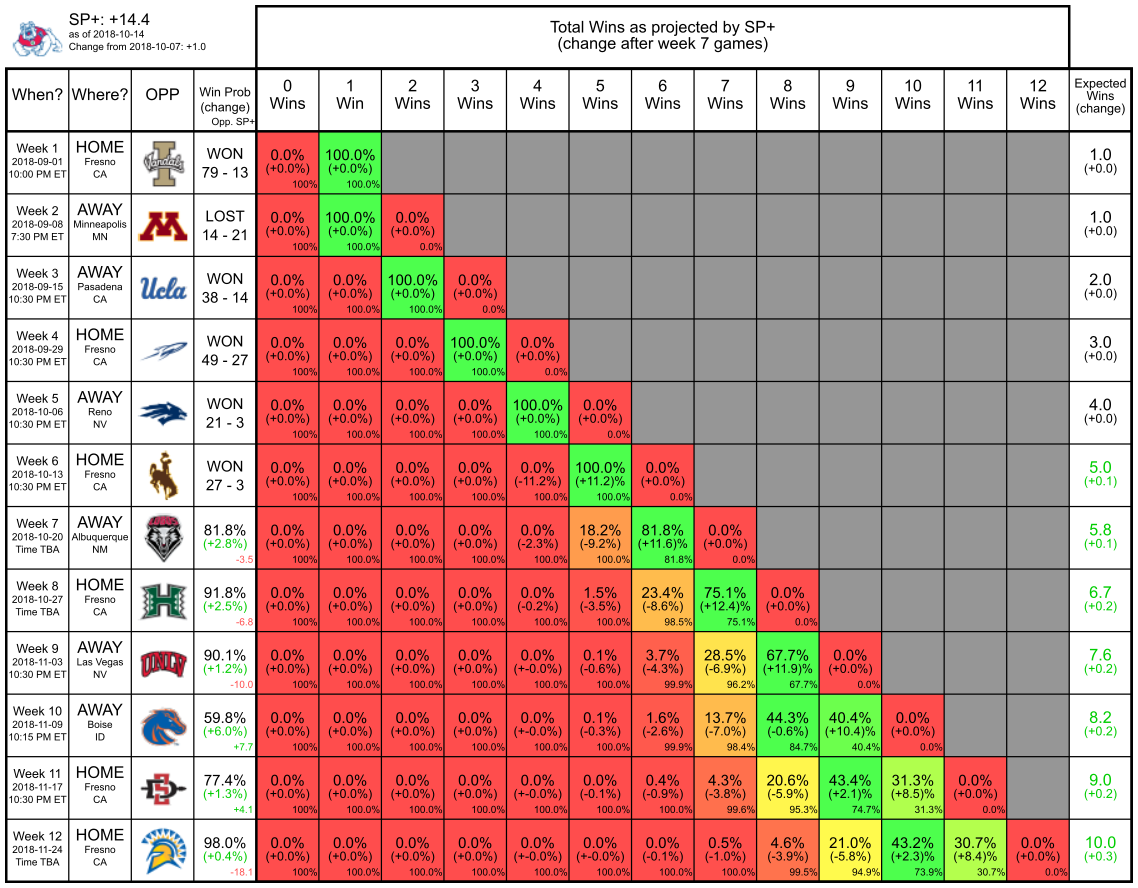 SP+: +14.4
as of 2018-10-14
Change from 2018-10-07: +1.0
Total Wins as projected by SP+
(change after week 7 games)
When? Where? OPP Win Prob (change) Opp. SP+ 0 Wins 1 Win 2 Wins 3 Wins 4 Wins 5 Wins 6 Wins 7 Wins 8 Wins 9 Wins 10 Wins 11 Wins 12 Wins Expected Wins (change)
Week 1 HOME WON 0.0% 100.0% 1.0
2018-09-01 Fresno I Vandals 79 - 13 (+0.0%) (+0.0%) (+0.0)
10:00 PM ET CA 100% 100.0%
Week 2 AWAY LOST 0.0% 100.0% 0.0% 1.0
2018-09-08 Minneapolis M 14 - 21 (+0.0%) (+0.0%) (+0.0%) (+0.0)
7:30 PM ET MN 100% 100.0% 0.0%
Week 3 AWAY WON 0.0% 0.0% 100.0% 0.0% 2.0
2018-09-15 Pasadena Ucla 38 - 14 (+0.0%) (+0.0%) (+0.0)% (+0.0%) (+0.0)
10:30 PM ET CA 100% 100.0% 100.0% 0.0%
Week 4 HOME WON 0.0% 0.0% 0.0% 100.0% 0.0% 3.0
2018-09-29 Fresno 49 - 27 (+0.0%) (+0.0%) (+0.0%) (+0.0)% (+0.0%) (+0.0)
10:30 PM ET CA 100% 100.0% 100.0% 100.0% 0.0%
Week 5 AWAY WON 0.0% 0.0% 0.0% 0.0% 100.0% 0.0% 4.0
2018-10-06 Reno 21 - 3 (+0.0%) (+0.0%) (+0.0%) (+0.0%) (+0.0)% (+0.0%) (+0.0)
10:30 PM ET NV 100% 100.0% 100.0% 100.0% 100.0% 0.0%
Week 6 HOME WON 0.0% 0.0% 0.0% 0.0% 0.0% 100.0% 0.0% 5.0
2018-10-13 Fresno 27 - 3 (+0.0%) (+0.0%) (+0.0%) (+0.0%) (-11.2%) (+11.2)% (+0.0%) (+0.1)
10:30 PM ET CA 100% 100.0% 100.0% 100.0% 100.0% 100.0% 0.0%
Week 7 AWAY 81.8% 0.0% 0.0% 0.0% 0.0% 0.0% 18.2% 81.8% 0.0% 5.8
2018-10-20 Albuquerque (+2.8%) (+0.0%) (+0.0%) (+0.0%) (+0.0%) (-2.3%) (-9.2%) (+11.6)% (+0.0%) (+0.1)
Time TBA NM -3.5 100% 100.0% 100.0% 100.0% 100.0% 100.0% 81.8% 0.0%
Week 8 HOME 91.8% 0.0% 0.0% 0.0% 0.0% 0.0% 1.5% 23.4% 75.1% 0.0% 6.7
2018-10-27 Fresno H (+2.5%) (+0.0%) (+0.0%) (+0.0%) (+0.0%) (-0.2%) (-3.5%) (-8.6%) (+12.4)% (+0.0%) (+0.2)
Time TBA CA -6.8 100% 100.0% 100.0% 100.0% 100.0% 100.0% 98.5% 75.1% 0.0%
Week 9 AWAY 90.1% 0.0% 0.0% 0.0% 0.0% 0.0% 0.1% 3.7% 28.5% 67.7% 0.0% 7.6
2018-11-03 Las Vegas UNLV (+1.2%) (+0.0%) (+0.0%) (+0.0%) (+0.0%) (+-0.0%) (-0.6%) (-4.3%) (-6.9%) (+11.9)% (+0.0%) (+0.2)
10:30 PM ET NV -10.0 100% 100.0% 100.0% 100.0% 100.0% 100.0% 99.9% 96.2% 67.7% 0.0%
Week 10 AWAY 59.8% 0.0% 0.0% 0.0% 0.0% 0.0% 0.1% 1.6% 13.7% 44.3% 40.4% 0.0% 8.2
2018-11-09 Boise (+6.0%) (+0.0%) (+0.0%) (+0.0%) (+0.0%) (+-0.0%) (-0.3%) (-2.6%) (-7.0%) (-0.6%) (+10.4)% (+0.0%) (+0.2)
10:15 PM ET ID +7.7 100% 100.0% 100.0% 100.0% 100.0% 100.0% 99.9% 98.4% 84.7% 40.4% 0.0%
Week 11 HOME 77.4% 0.0% 0.0% 0.0% 0.0% 0.0% 0.0% 0.4% 4.3% 20.6% 43.4% 31.3% 0.0% 9.0
2018-11-17 Fresno SD (+1.3%) (+0.0%) (+0.0%) (+0.0%) (+0.0%) (+-0.0%) (-0.1%) (-0.9%) (-3.8%) (-5.9%) (+2.1)% (+8.5)% (+0.0%) (+0.2)
10:30 PM ET CA +4.1 100% 100.0% 100.0% 100.0% 100.0% 100.0% 100.0% 99.6% 95.3% 74.7% 31.3% 0.0%
Week 12 HOME 98.0% 0.0% 0.0% 0.0% 0.0% 0.0% 0.0% 0.0% 0.5% 4.6% 21.0% 43.2% 30.7% 0.0% 10.0
2018-11-24 Fresno (+0.4%) (+0.0%) (+0.0%) (+0.0%) (+0.0%) (+-0.0%) (+-0.0%) (-0.1%) (-1.0%) (-3.9%) (-5.8%) (+2.3)% (+8.4)% (+0.0%) (+0.3)
Time TBA CA -18.1 100% 100.0% 100.0% 100.0% 100.0% 100.0% 100.0% 100.0% 99.5% 94.9% 73.9% 30.7% 0.0%